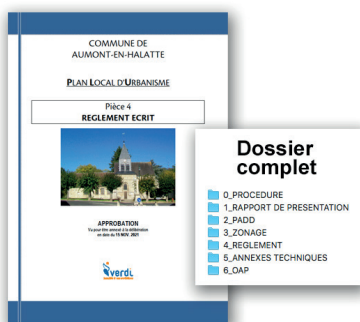 COMMUNE DE
AUMONT-EN-HALATTE
PLAN LOCAL D'URBANISME
Pièce 4
REGLEMENT ECRIT
APPROBATION
Vu pour être annexé à la délibération
en date du 15 NOV. 2021
verdi
Dossier
complet
0_PROCEDURE
1_RAPPORT DE PRESENTATION
2_PADD
3_ZONAGE
4_REGLEMENT
5_ANNEXES TECHNIQUES
6_OAP